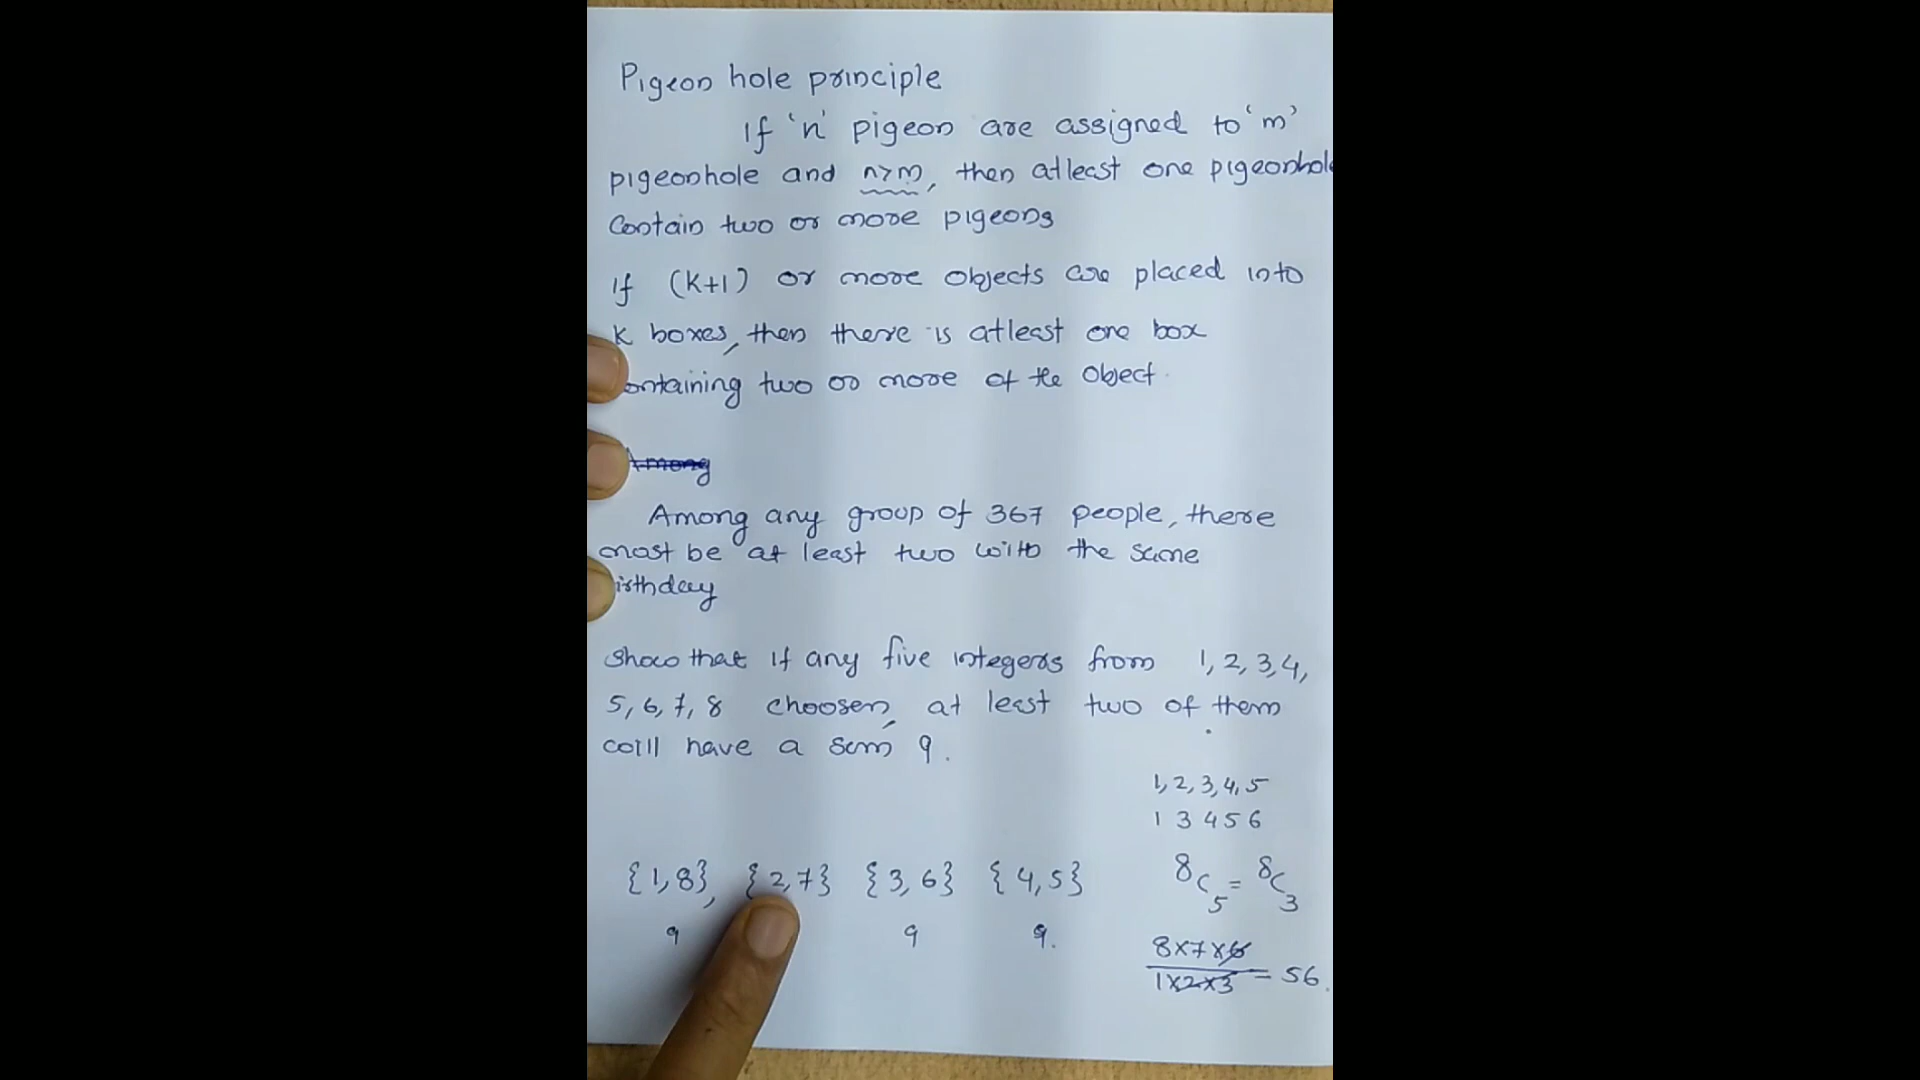 Pigeon hole principle
If 'n' pigeon are assigned to 'm'
pigeonhole and n>m, then atleast one pigeonhole
Contain two or more pigeons
If (K+1) or more objects are placed into
K boxes, then there is atleast one box
ontaining two or more of the Object.
Among
Among any group of 367 people, there
must be at least two with the same
irthday
Show that if any five integers from 1, 2, 3, 4,
5, 6, 7, 8 choosen, at least two of them
will have a sum 9.
1, 2, 3, 4, 5
1 3 4 5 6
{1, 8}, {2, 7} {3, 6} {4, 5}
8C5 = 8C3
9 9 9.
8×7×6
1×2×3 = 56.